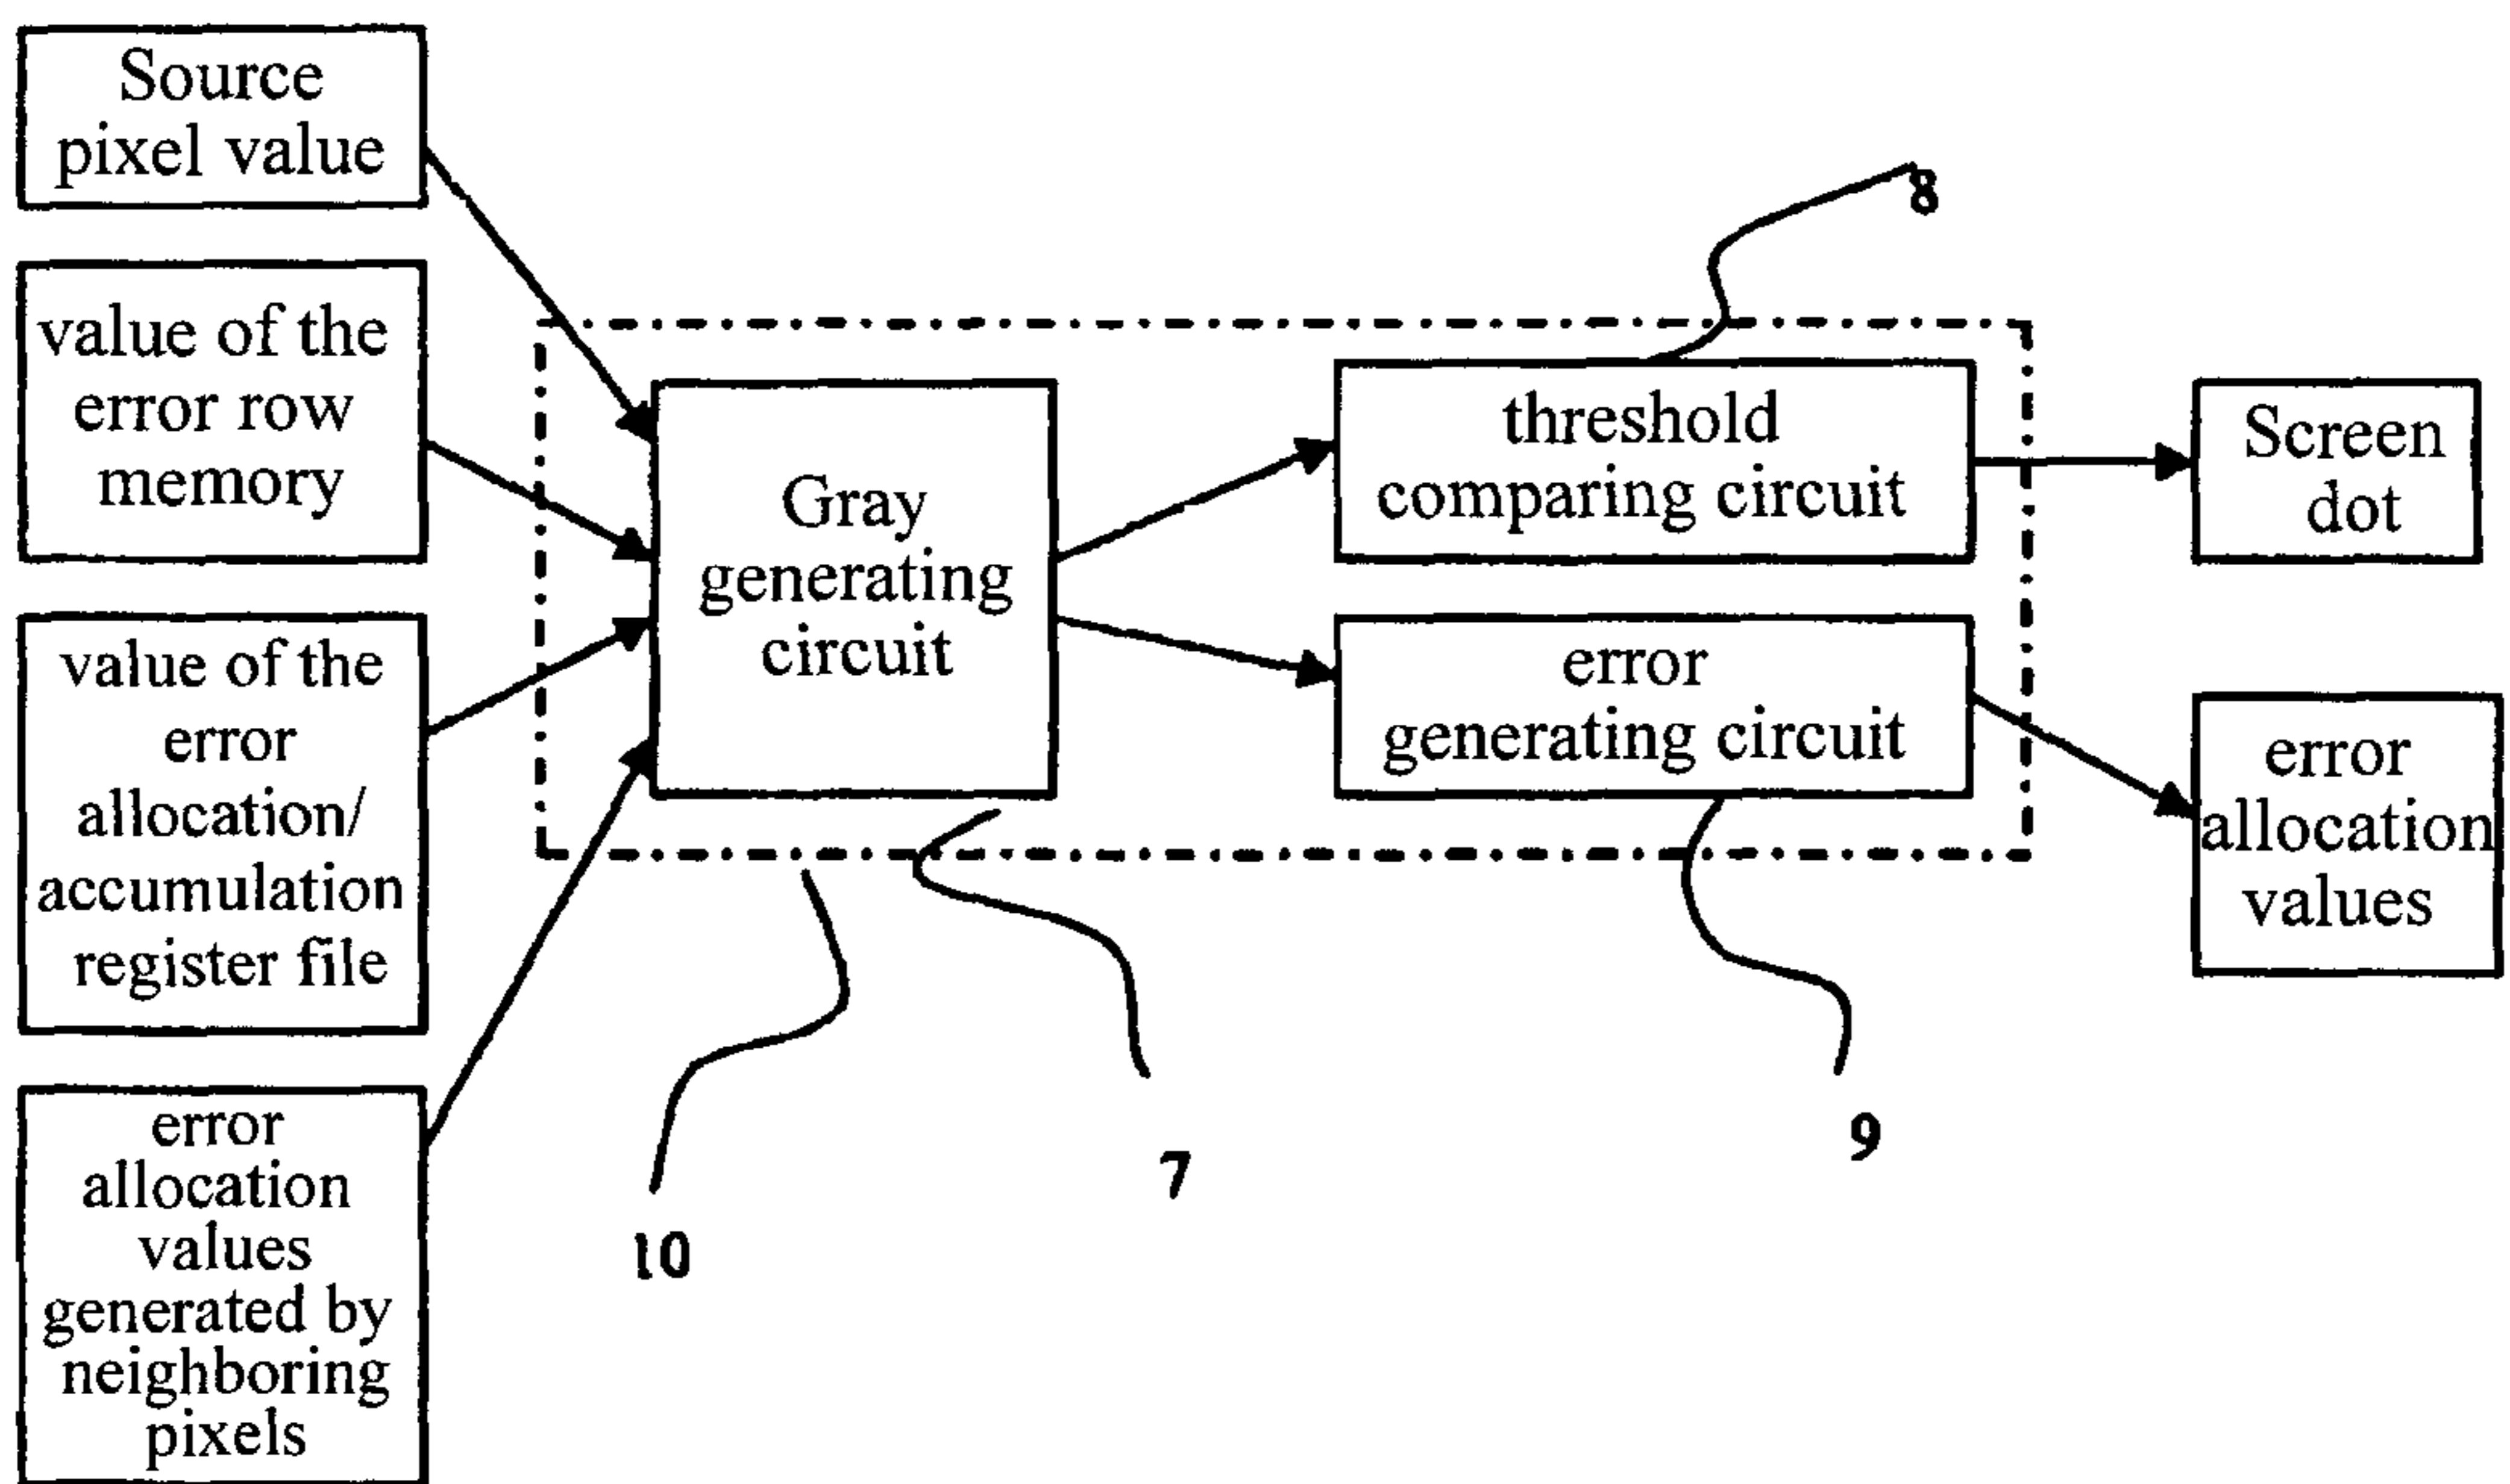 Source
pixel value
value of the
error row
memory
value of the
error
allocation/
accumulation
register file
error
allocation
values
generated by
neighboring
pixels
Gray
generating
circuit
threshold
comparing circuit
error
generating circuit
Screen
dot
error
allocation
values
8
9
7
10